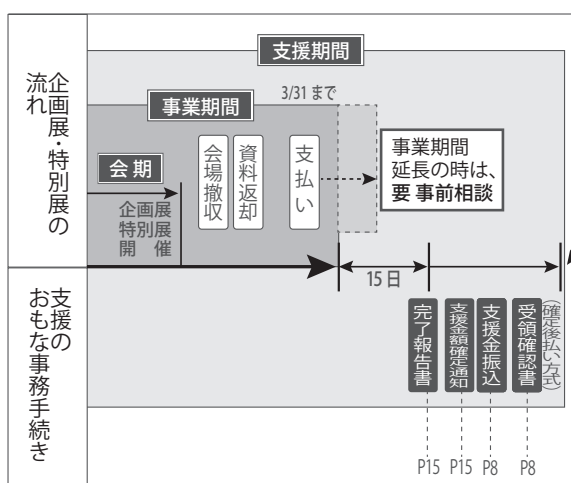 企画展・特別展の
流れ
支援期間
3/31 まで
事業期間
会 期
企画展
特別展
開 催
会場撤収
資料返却
支払い
事業期間
延長の時は、
要 事前相談
15 日
支援の
おもな事務手続き
完了報告書
支援金額確定通知
支援金振込
受領確認書
(確定後払い方式)
P15
P15
P8
P8